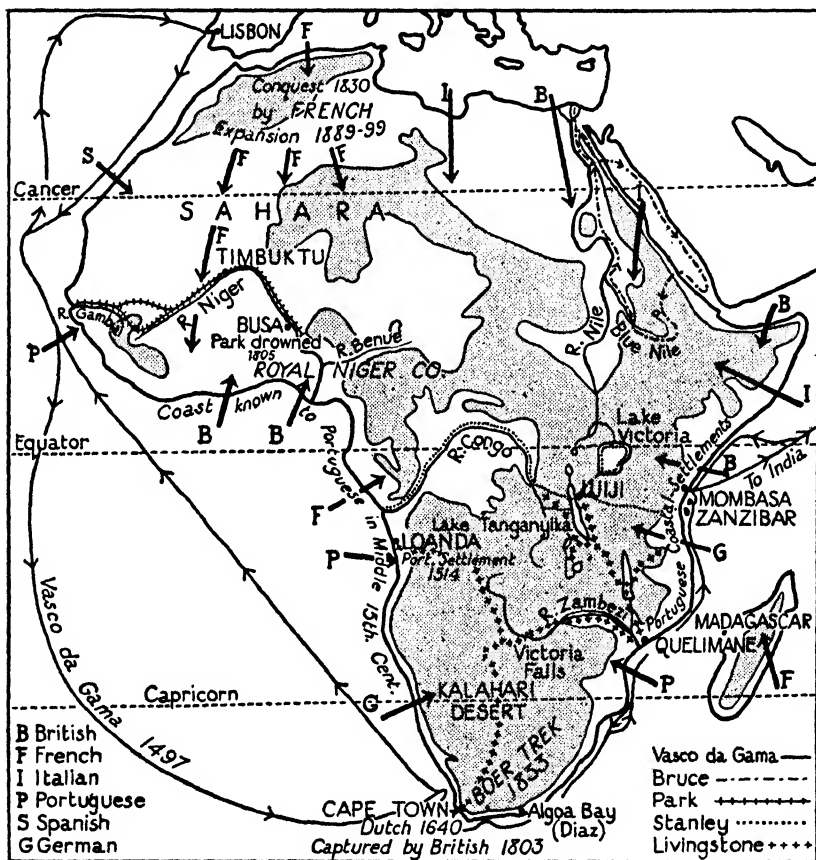 LISBON
F
Conquest 1830
by FRENCH
Expansion 1889-99
I
B
F
F
F
S
Cancer
SAHARA
F
TIMBUKTU
R. Niger
R. Gambia
P
BUSA
Park drowned
1805
R. Benue
ROYAL NIGER CO.
R. Nile
Blue Nile
B
I
Coast known to Portuguese in Middle 15th. Cent.
B
B
Equator
Lake
Victoria
B
To India
R. Congo
UJIJI
F
Lake Tanganyika
MOMBASA
ZANZIBAR
LOANDA
Port. Settlement
1514
P
G
Portuguese Coastal Settlements
R. Zambezi
MADAGASCAR
QUELIMANE
Victoria
Falls
P
F
Vasco da Gama 1497
Capricorn
G
KALAHARI
DESERT
BOER TREK
1833
B British
F French
I Italian
P Portuguese
S Spanish
G German
CAPE TOWN
Dutch 1640
Captured by British 1803
Algoa Bay
(Diaz)
Vasco da Gama
Bruce
Park
Stanley
Livingstone